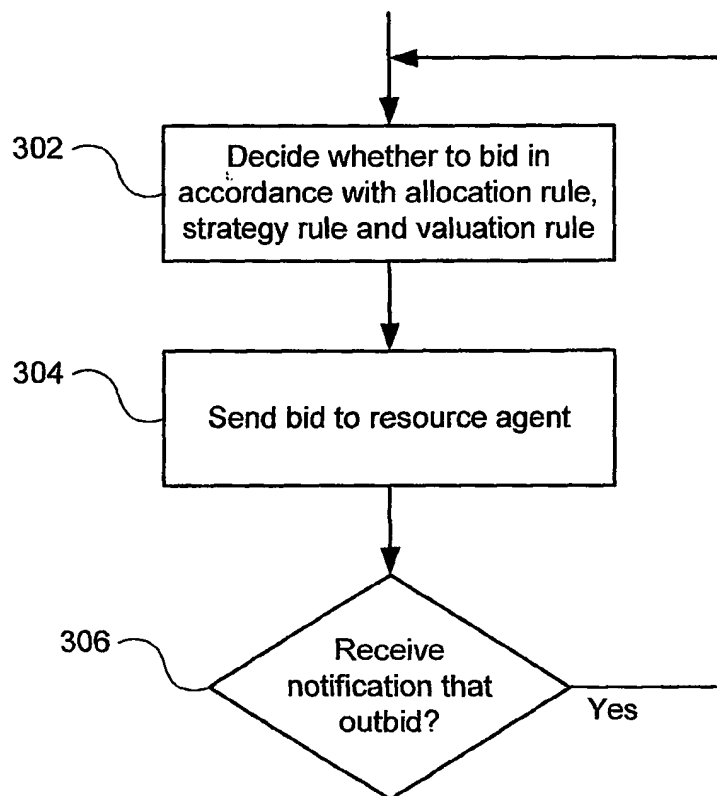 302
Decide whether to bid in
accordance with allocation rule,
strategy rule and valuation rule
304
Send bid to resource agent
306
Receive
notification that
outbid?
Yes